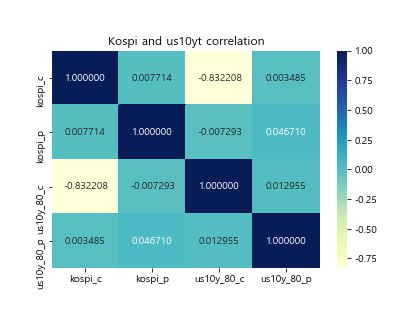 Kospi and us10yt correlation
kospi_c
1.000000 0.007714 -0.832208 0.003485
kospi_p
0.007714 1.000000 -0.007293 0.046710
us10y_80_c
-0.832208 -0.007293 1.000000 0.012955
us10y_80_p
0.003485 0.046710 0.012955 1.000000
kospi_c kospi_p us10y_80_c us10y_80_p
1.00
0.75
0.50
0.25
0.00
-0.25
-0.50
-0.75